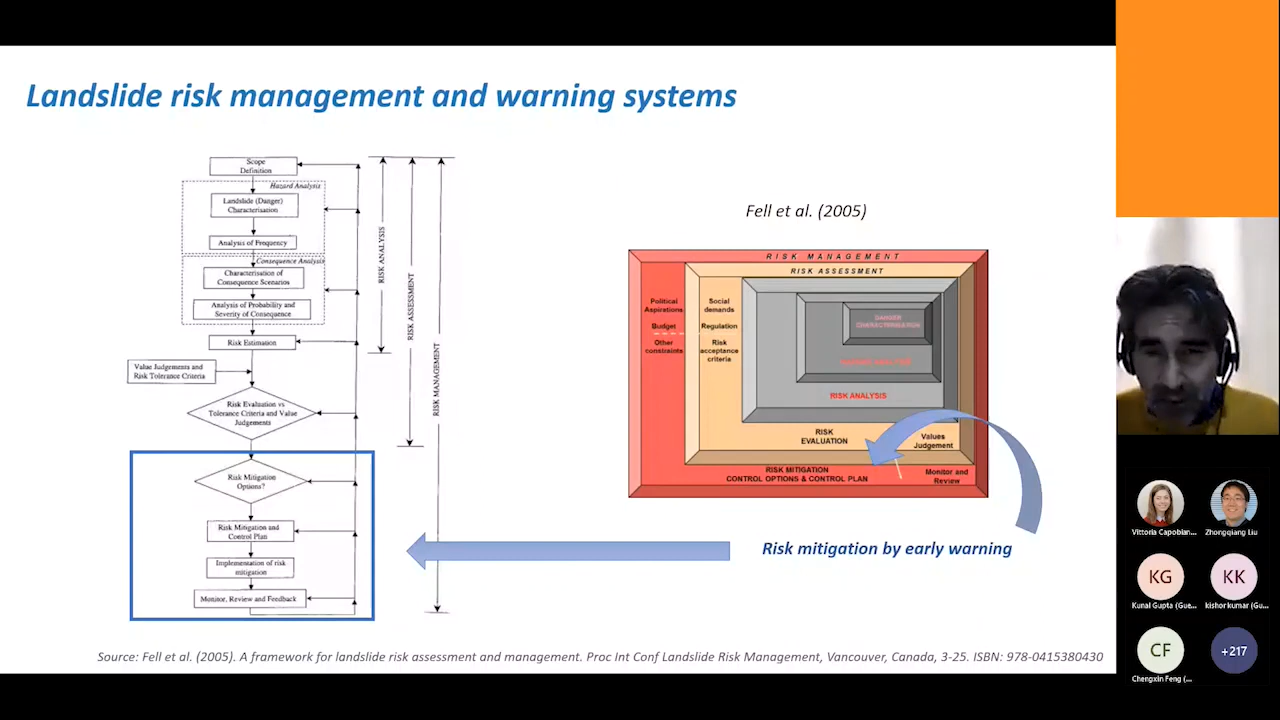 Landslide risk management and warning systems
Scope
Definition
Hazard Analysis
Landslide (Danger)
Characterisation
Analysis of Frequency
Consequence Analysis
Characterisation of
Consequence Scenarios
Analysis of Probability and
Severity of Consequence
Risk Estimation
Value Judgements and
Risk Tolerance Criteria
Risk Evaluation vs
Tolerance Criteria and Value
Judgements
Risk Mitigation
Options?
Risk Mitigation and
Control Plan
Implementation of risk
mitigation
Monitor, Review and Feedback
RISK ANALYSIS
RISK ASSESSMENT
RISK MANAGEMENT
Fell et al. (2005)
RISK MANAGEMENT
RISK ASSESSMENT
Political
Aspirations
Budget
Other
constraints
Social
demands
Regulation
Risk
acceptance
criteria
DANGER
CHARACTERISATION
RISK ANALYSIS
RISK
EVALUATION
Values
Judgement
RISK MITIGATION
CONTROL OPTIONS & CONTROL PLAN
Monitor and
Review
Risk mitigation by early warning
Source: Fell et al. (2005). A framework for landslide risk assessment and management. Proc Int Conf Landslide Risk Management, Vancouver, Canada, 3-25. ISBN: 978-0415380430
Vittoria Capobian...
Zhongqiang Liu
KG
Kunal Gupta (Gue...
KK
kishor kumar (Gu...
CF
Chengxin Feng (...
+217